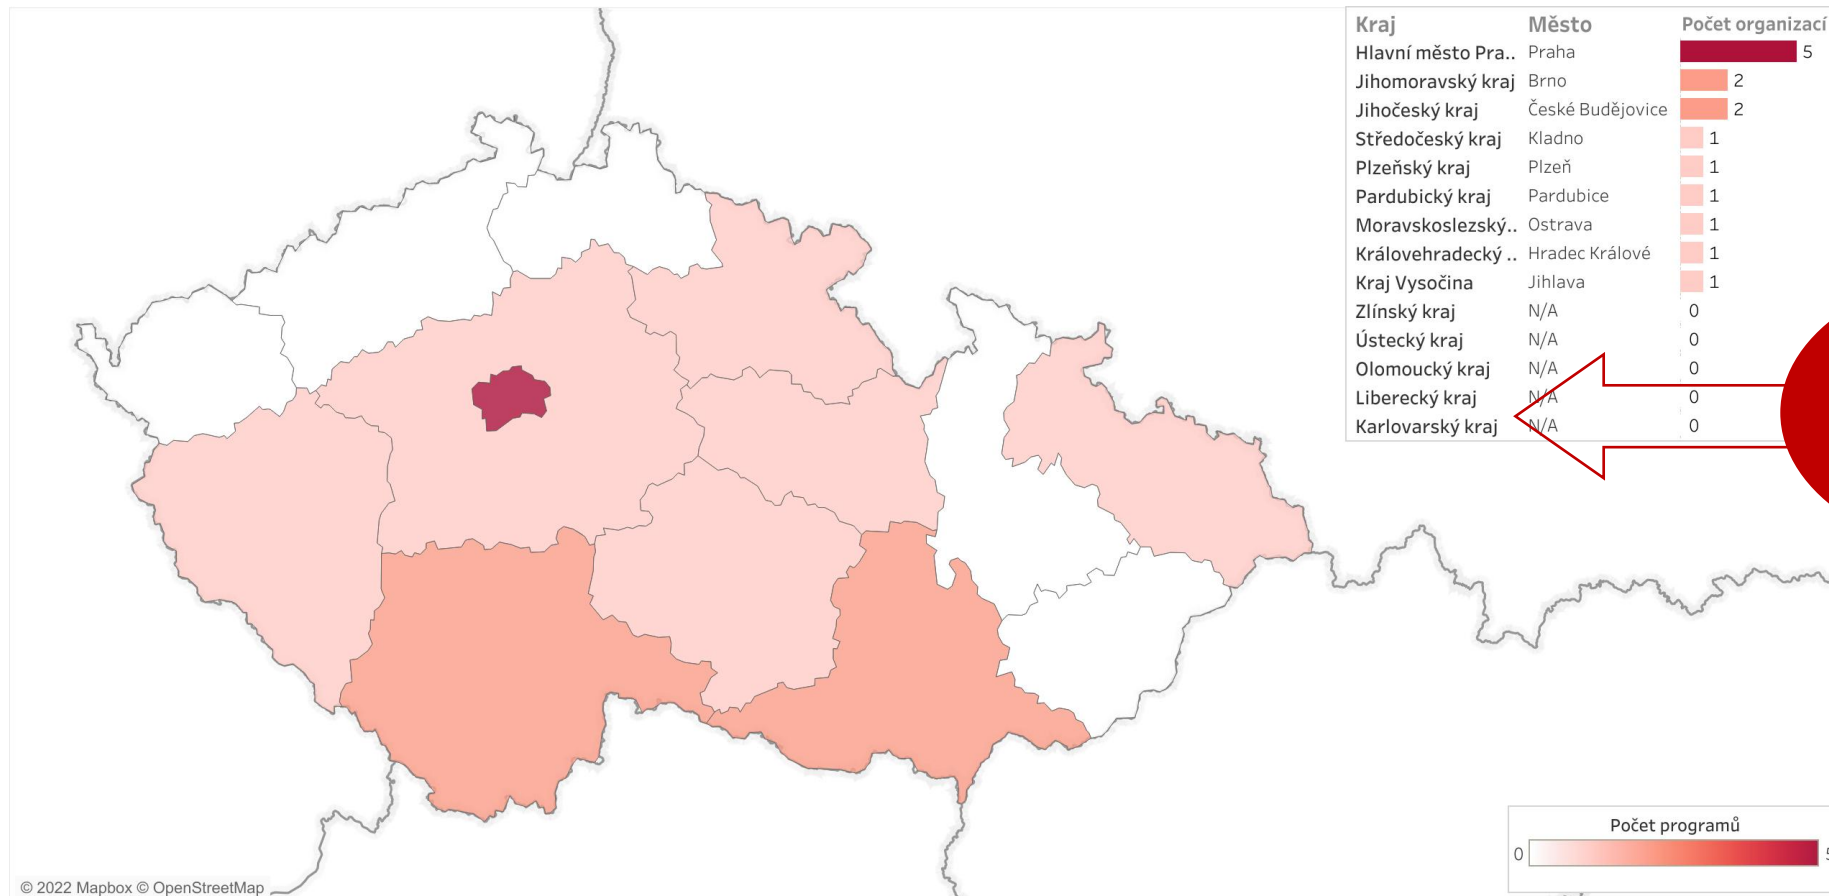 Kraj Město Počet organizací
Hlavní město Pra.. Praha 5
Jihomoravský kraj Brno 2
Jihočeský kraj České Budějovice 2
Středočeský kraj Kladno 1
Plzeňský kraj Plzeň 1
Pardubický kraj Pardubice 1
Moravskoslezský.. Ostrava 1
Královehradecký .. Hradec Králové 1
Kraj Vysočina Jihlava 1
Zlínský kraj N/A 0
Ústecký kraj N/A 0
Olomoucký kraj N/A 0
Liberecký kraj N/A 0
Karlovarský kraj N/A 0
Počet programů
0 5
© 2022 Mapbox © OpenStreetMap